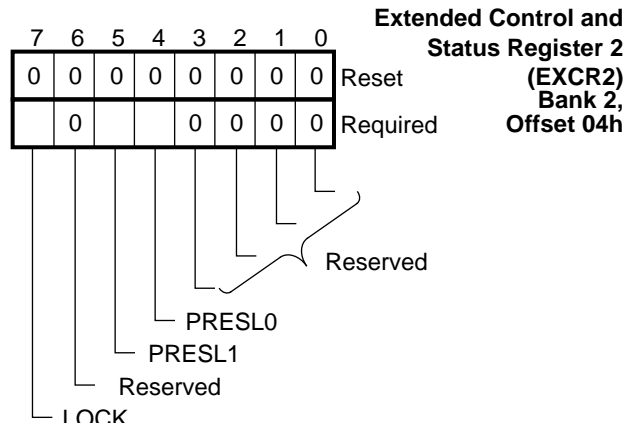 Extended Control and
Status Register 2
(EXCR2)
Bank 2,
Offset 04h
7 6 5 4 3 2 1 0
0 0 0 0 0 0 0 0 Reset
0 0 0 0 0 Required
Reserved
PRESL0
PRESL1
Reserved
LOCK